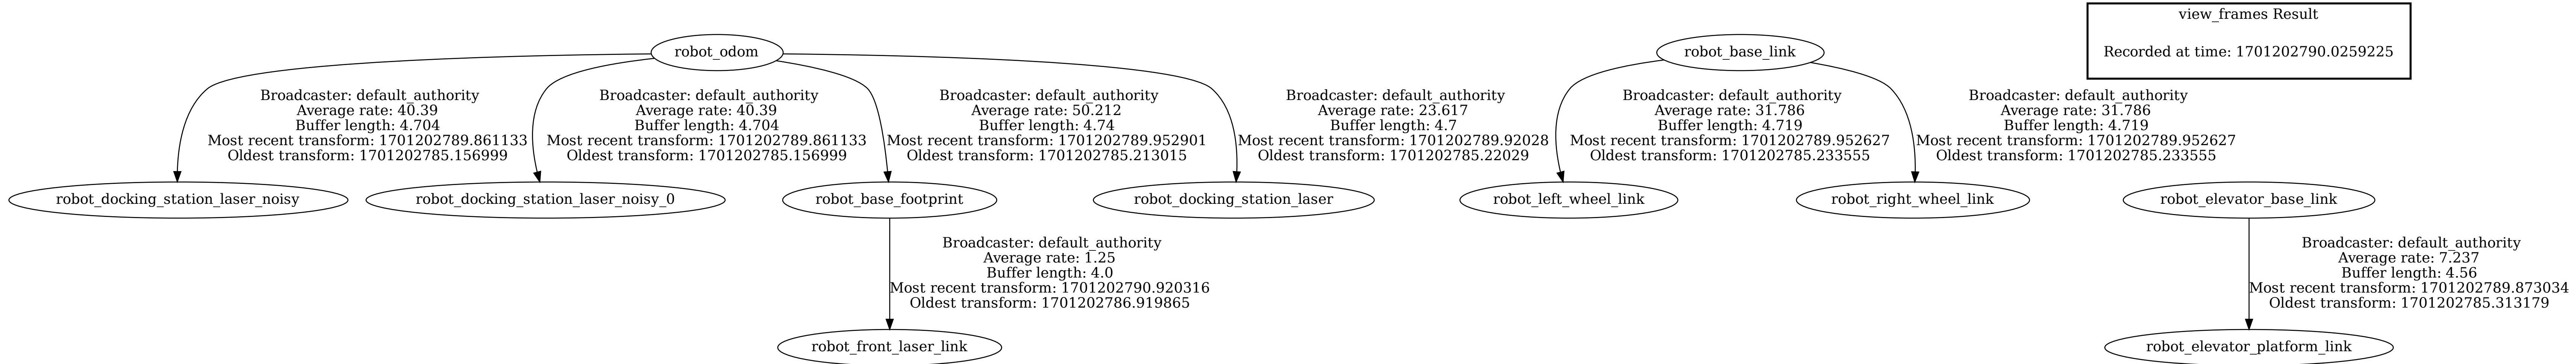 view_frames Result
Recorded at time: 1701202790.0259225
robot_odom
robot_base_link
Broadcaster: default_authority
Average rate: 40.39
Buffer length: 4.704
Most recent transform: 1701202789.861133
Oldest transform: 1701202785.156999
Broadcaster: default_authority
Average rate: 40.39
Buffer length: 4.704
Most recent transform: 1701202789.861133
Oldest transform: 1701202785.156999
Broadcaster: default_authority
Average rate: 50.212
Buffer length: 4.74
Most recent transform: 1701202789.952901
Oldest transform: 1701202785.213015
Broadcaster: default_authority
Average rate: 23.617
Buffer length: 4.7
Most recent transform: 1701202789.92028
Oldest transform: 1701202785.22029
Broadcaster: default_authority
Average rate: 31.786
Buffer length: 4.719
Most recent transform: 1701202789.952627
Oldest transform: 1701202785.233555
Broadcaster: default_authority
Average rate: 31.786
Buffer length: 4.719
Most recent transform: 1701202789.952627
Oldest transform: 1701202785.233555
robot_docking_station_laser_noisy
robot_docking_station_laser_noisy_0
robot_base_footprint
robot_docking_station_laser
robot_left_wheel_link
robot_right_wheel_link
robot_elevator_base_link
Broadcaster: default_authority
Average rate: 1.25
Buffer length: 4.0
Most recent transform: 1701202790.920316
Oldest transform: 1701202786.919865
Broadcaster: default_authority
Average rate: 7.237
Buffer length: 4.56
Most recent transform: 1701202789.873034
Oldest transform: 1701202785.313179
robot_front_laser_link
robot_elevator_platform_link